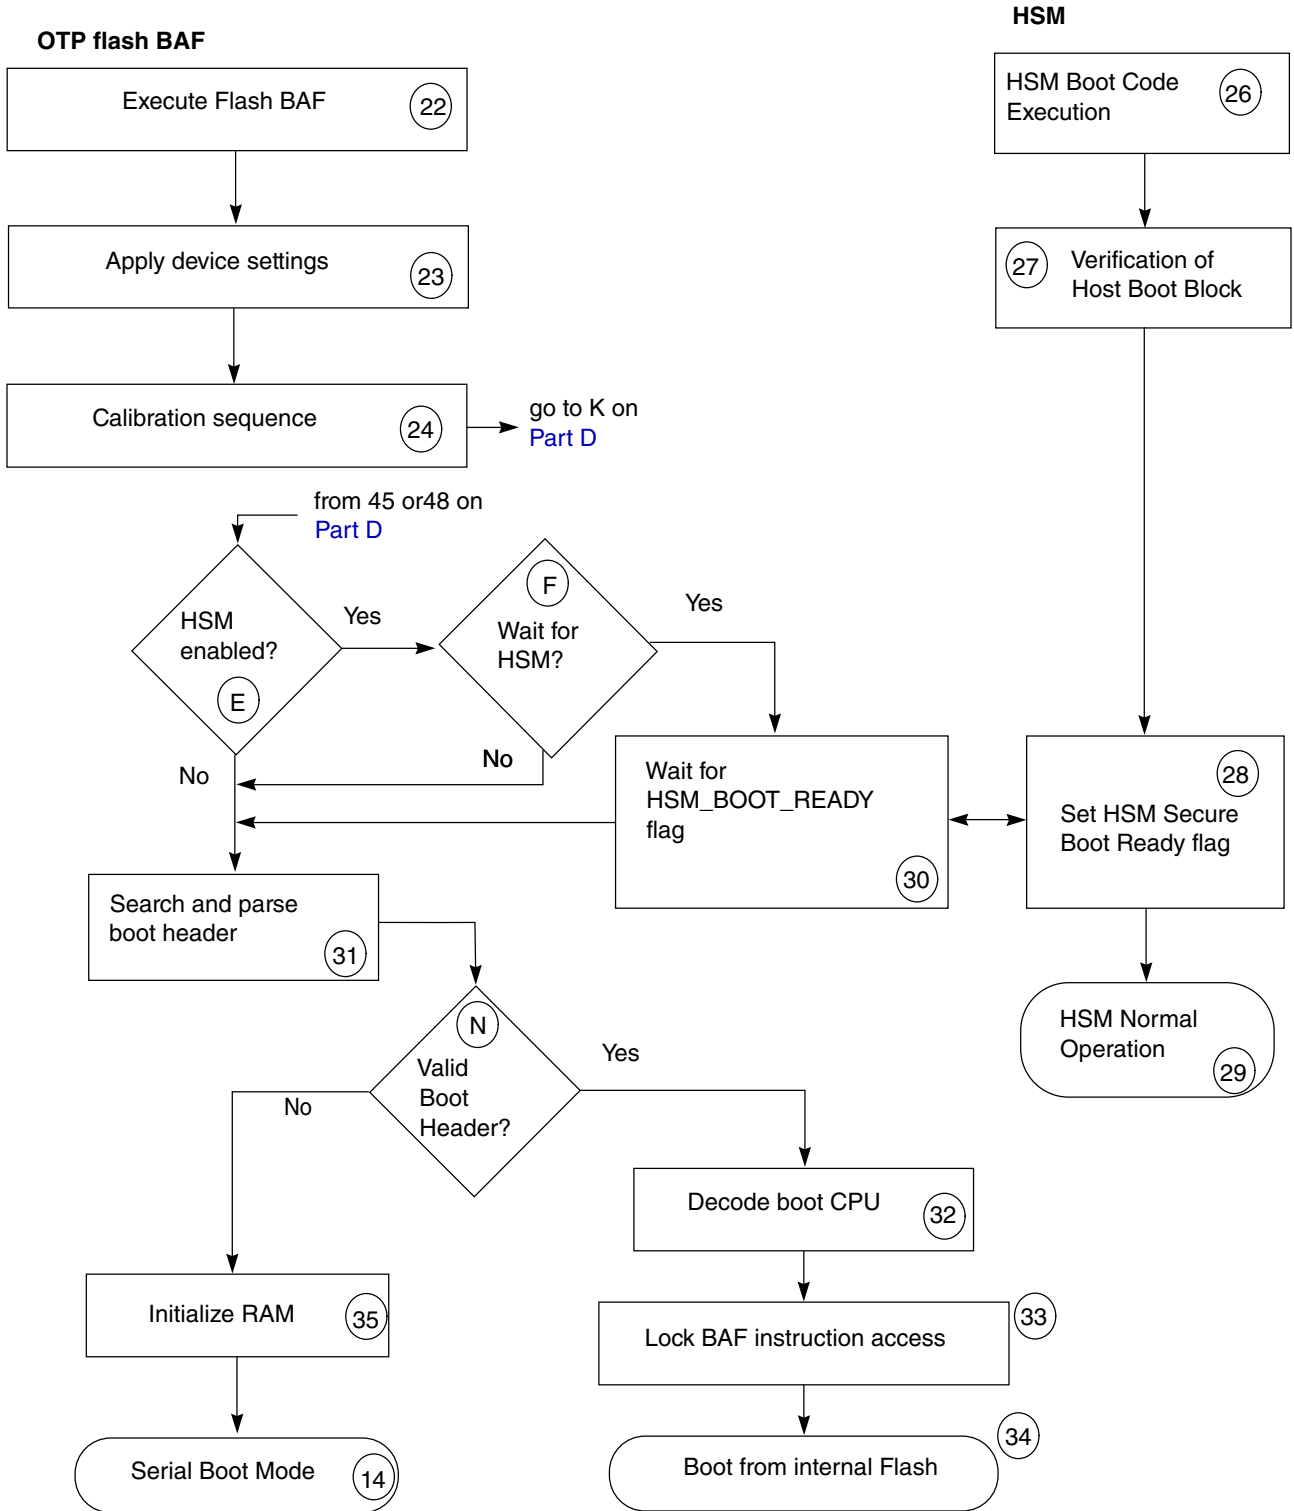 HSM
OTP flash BAF
Execute Flash BAF
22
HSM Boot Code
Execution
26
Apply device settings
23
27
Verification of
Host Boot Block
Calibration sequence
24
go to K on
Part D
from 45 or48 on
Part D
HSM
enabled?
E
Yes
F
Wait for
HSM?
Yes
No
No
Wait for
HSM_BOOT_READY
flag
30
28
Set HSM Secure
Boot Ready flag
Search and parse
boot header
31
HSM Normal
Operation
29
N
Valid
Boot
Header?
Yes
No
Decode boot CPU
32
Initialize RAM
35
Lock BAF instruction access
33
Serial Boot Mode
14
Boot from internal Flash
34